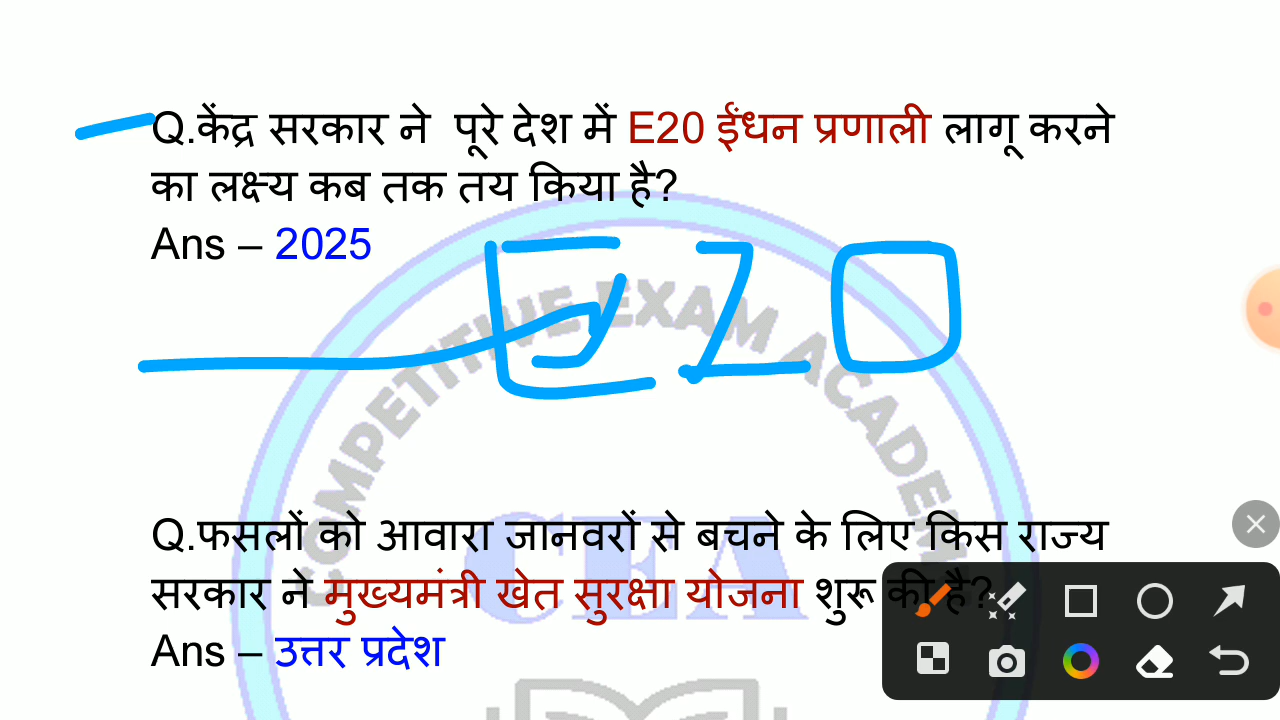 Q.केंद्र सरकार ने पूरे देश में E20 ईंधन प्रणाली लागू करने
का लक्ष्य कब तक तय किया है?
Ans – 2025
E20
COMPETITIVE EXAM ACADEMY
CEA
Q.फसलों को आवारा जानवरों से बचने के लिए किस राज्य
सरकार ने मुख्यमंत्री खेत सुरक्षा योजना शुरू की है?
Ans – उत्तर प्रदेश